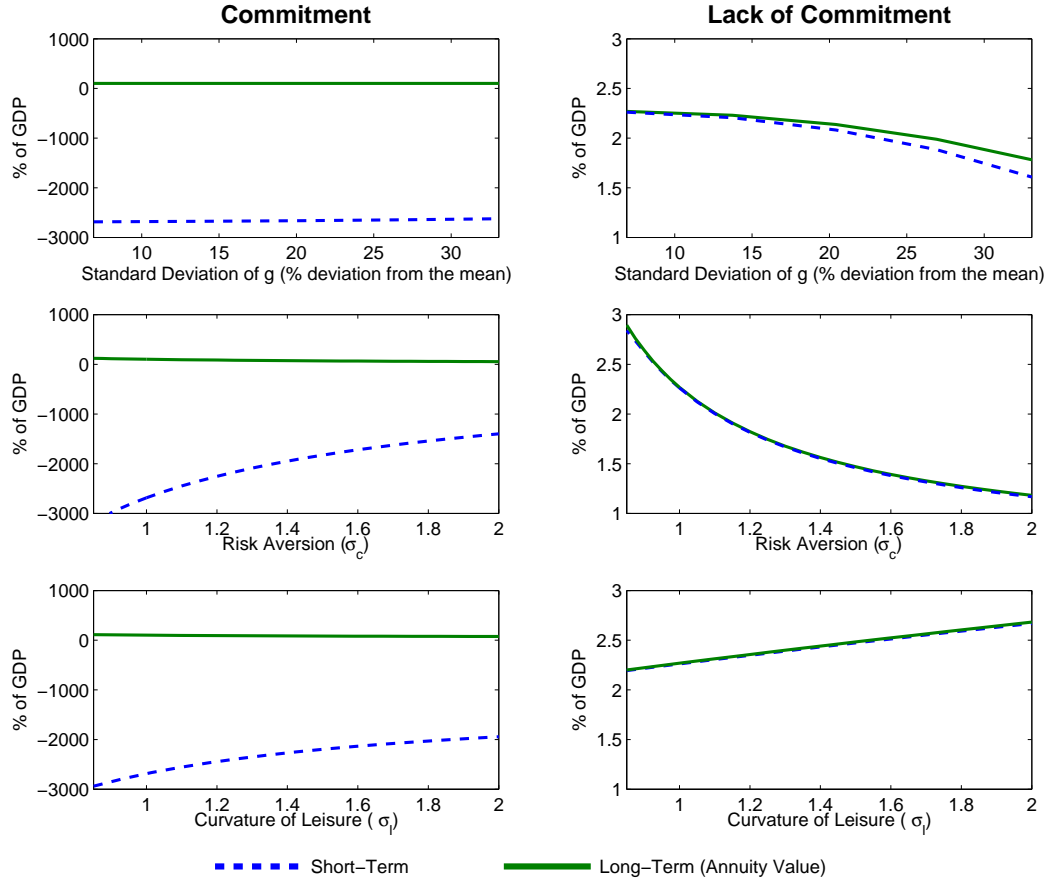 Commitment
Lack of Commitment
% of GDP
1000
0
−1000
−2000
−3000
10 15 20 25 30
Standard Deviation of g (% deviation from the mean)
% of GDP
3
2.5
2
1.5
1
10 15 20 25 30
Standard Deviation of g (% deviation from the mean)
% of GDP
1000
0
−1000
−2000
−3000
1 1.2 1.4 1.6 1.8 2
Risk Aversion (σc)
% of GDP
3
2.5
2
1.5
1
1 1.2 1.4 1.6 1.8 2
Risk Aversion (σc)
% of GDP
1000
0
−1000
−2000
−3000
1 1.2 1.4 1.6 1.8 2
Curvature of Leisure ( σl)
% of GDP
3
2.5
2
1.5
1
1 1.2 1.4 1.6 1.8 2
Curvature of Leisure ( σl)
Short−Term
Long−Term (Annuity Value)